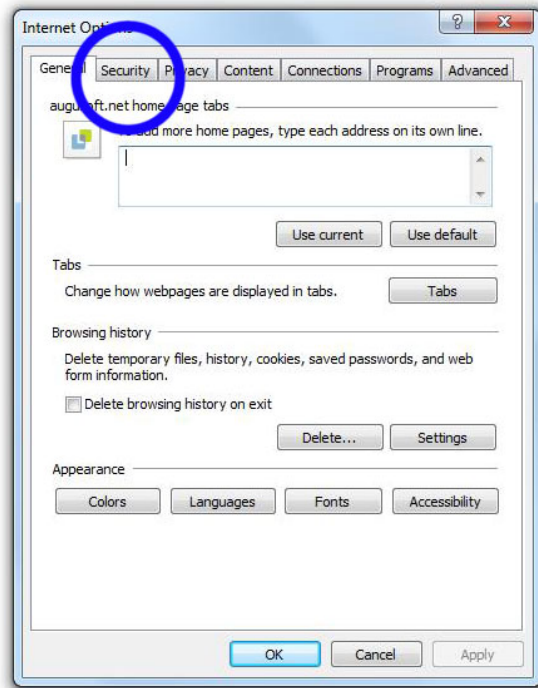 Internet Options
General Security Privacy Content Connections Programs Advanced
home page tabs
add more home pages, type each address on its own line.
Use current Use default
Tabs
Change how webpages are displayed in tabs. Tabs
Browsing history
Delete temporary files, history, cookies, saved passwords, and web
form information.
Delete browsing history on exit
Delete... Settings
Appearance
Colors Languages Fonts Accessibility
OK Cancel Apply